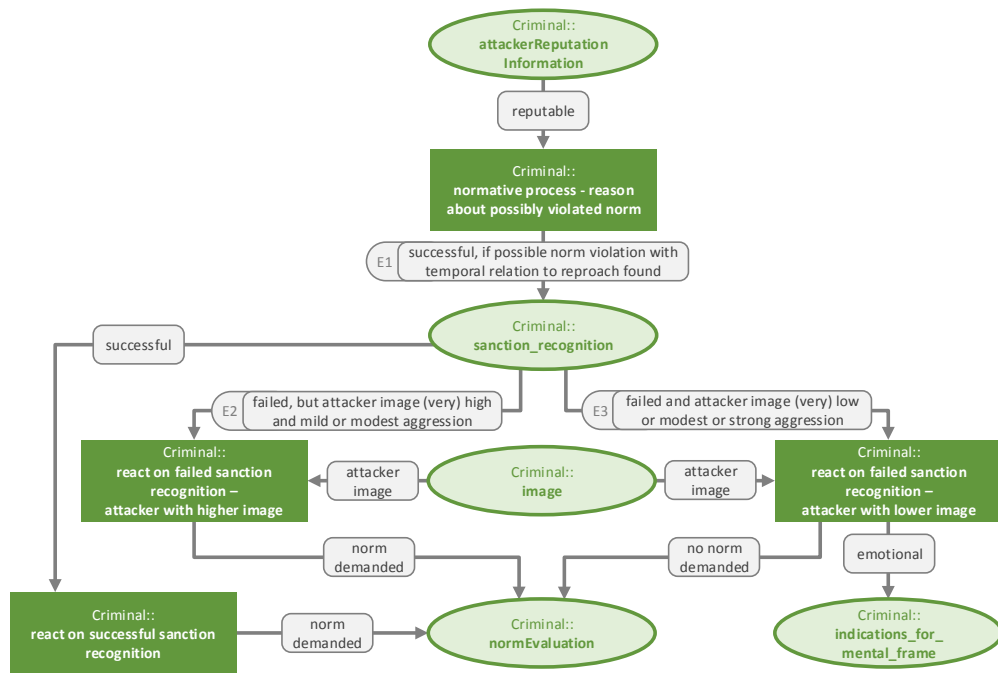 Criminal::
attackerReputation
Information
reputable
Criminal::
normative process - reason
about possibly violated norm
E1
successful, if possible norm violation with
temporal relation to reproach found
Criminal::
sanction_recognition
successful
E2
failed, but attacker image (very) high
and mild or modest aggression
E3
failed and attacker image (very) low
or modest or strong aggression
Criminal::
react on failed sanction
recognition –
attacker with higher image
attacker
image
Criminal::
image
attacker
image
Criminal::
react on failed sanction
recognition –
attacker with lower image
norm
demanded
no norm
demanded
emotional
Criminal::
react on successful sanction
recognition
norm
demanded
Criminal::
normEvaluation
Criminal::
indications_for_
mental_frame